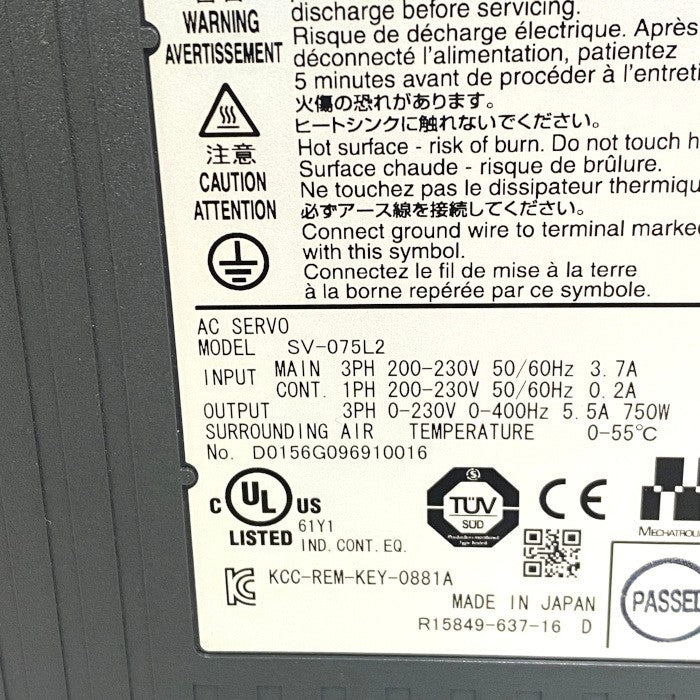 discharge before servicing.
WARNING
Risque de décharge électrique. Après
AVERTISSEMENT
déconnecté l'alimentation, patientez
5 minutes avant de procéder à l'entreti
火傷の恐れがあります。
ヒートシンクに触れないでください。
注意
Hot surface - risk of burn. Do not touch h
CAUTION
Surface chaude - risque de brûlure.
Ne touchez pas le dissipateur thermiqu
ATTENTION
必ずアース線を接続してください。
Connect ground wire to terminal marked
with this symbol.
Connectez le fil de mise à la terre
à la borne repérée par ce symbole.
AC SERVO
MODEL SV-075L2
INPUT MAIN 3PH 200-230V 50/60Hz 3.7A
CONT. 1PH 200-230V 50/60Hz 0.2A
OUTPUT 3PH 0-230V 0-400Hz 5.5A 750W
SURROUNDING AIR TEMPERATURE 0-55℃
No. D0156G096910016
C UL US
LISTED
61Y1
IND. CONT. EQ.
TÜV
SÜD
CE
MECHATROLI
KCC-REM-KEY-0881A
MADE IN JAPAN
R15849-637-16 D
PASSED